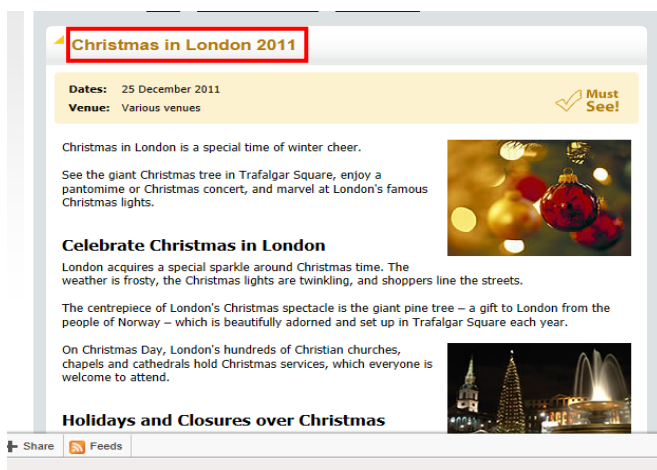 Christmas in London 2011
Dates: 25 December 2011
Venue: Various venues
Must
See!
Christmas in London is a special time of winter cheer.
See the giant Christmas tree in Trafalgar Square, enjoy a
pantomime or Christmas concert, and marvel at London's famous
Christmas lights.
Celebrate Christmas in London
London acquires a special sparkle around Christmas time. The
weather is frosty, the Christmas lights are twinkling, and shoppers line the streets.
The centrepiece of London's Christmas spectacle is the giant pine tree – a gift to London from the
people of Norway – which is beautifully adorned and set up in Trafalgar Square each year.
On Christmas Day, London's hundreds of Christian churches,
chapels and cathedrals hold Christmas services, which everyone is
welcome to attend.
Holidays and Closures over Christmas
Share
Feeds